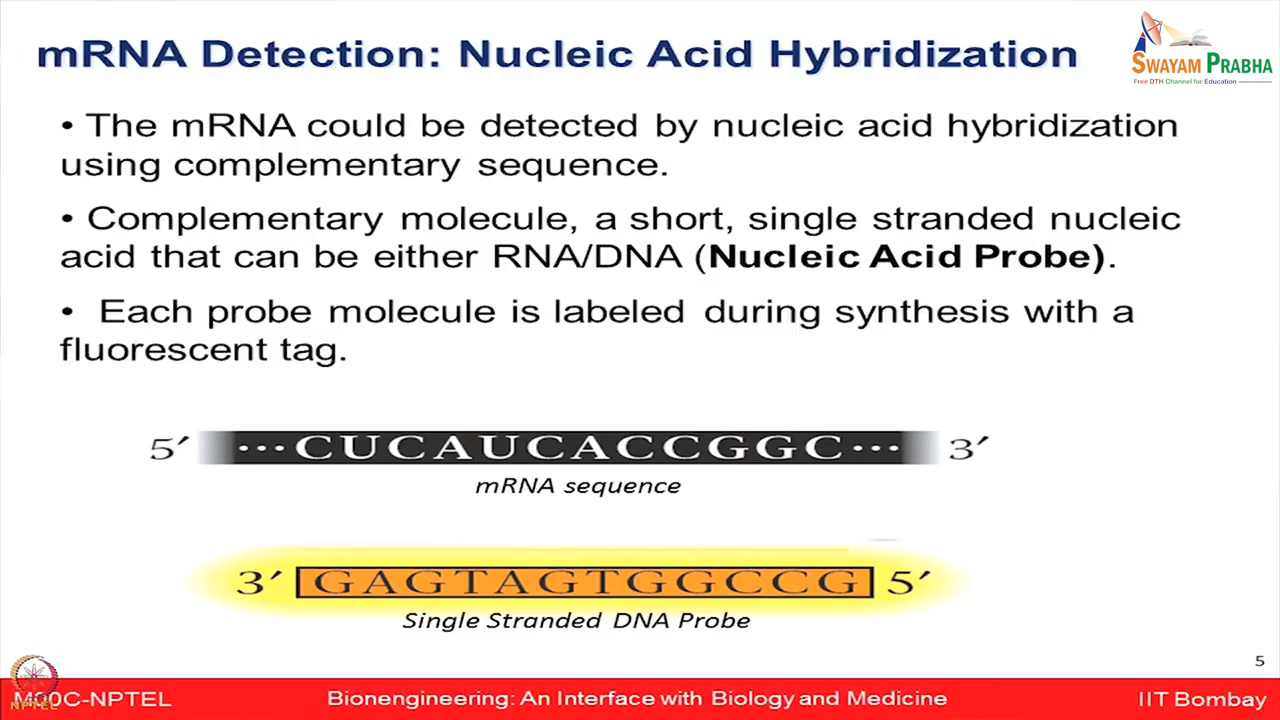 mRNA Detection: Nucleic Acid Hybridization
SWAYAM PRABHA
Free DTH Channel for Education
• The mRNA could be detected by nucleic acid hybridization
using complementary sequence.
• Complementary molecule, a short, single stranded nucleic
acid that can be either RNA/DNA (Nucleic Acid Probe).
• Each probe molecule is labeled during synthesis with a
fluorescent tag.
5′ ···CUCAUCACCGGC··· 3′
mRNA sequence
3′ GAGTAGTGGCCG 5′
Single Stranded DNA Probe
5
MOOC-NPTEL Bionengineering: An Interface with Biology and Medicine IIT Bombay
NPTEL